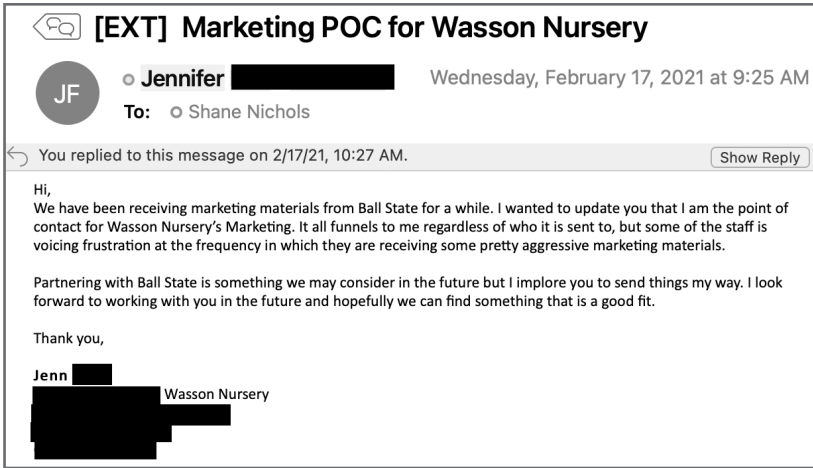 [EXT] Marketing POC for Wasson Nursery
JF
Jennifer
Wednesday, February 17, 2021 at 9:25 AM
To: Shane Nichols
You replied to this message on 2/17/21, 10:27 AM.
Show Reply
Hi,
We have been receiving marketing materials from Ball State for a while. I wanted to update you that I am the point of
contact for Wasson Nursery's Marketing. It all funnels to me regardless of who it is sent to, but some of the staff is
voicing frustration at the frequency in which they are receiving some pretty aggressive marketing materials.
Partnering with Ball State is something we may consider in the future but I implore you to send things my way. I look
forward to working with you in the future and hopefully we can find something that is a good fit.
Thank you,
Jenn
Wasson Nursery